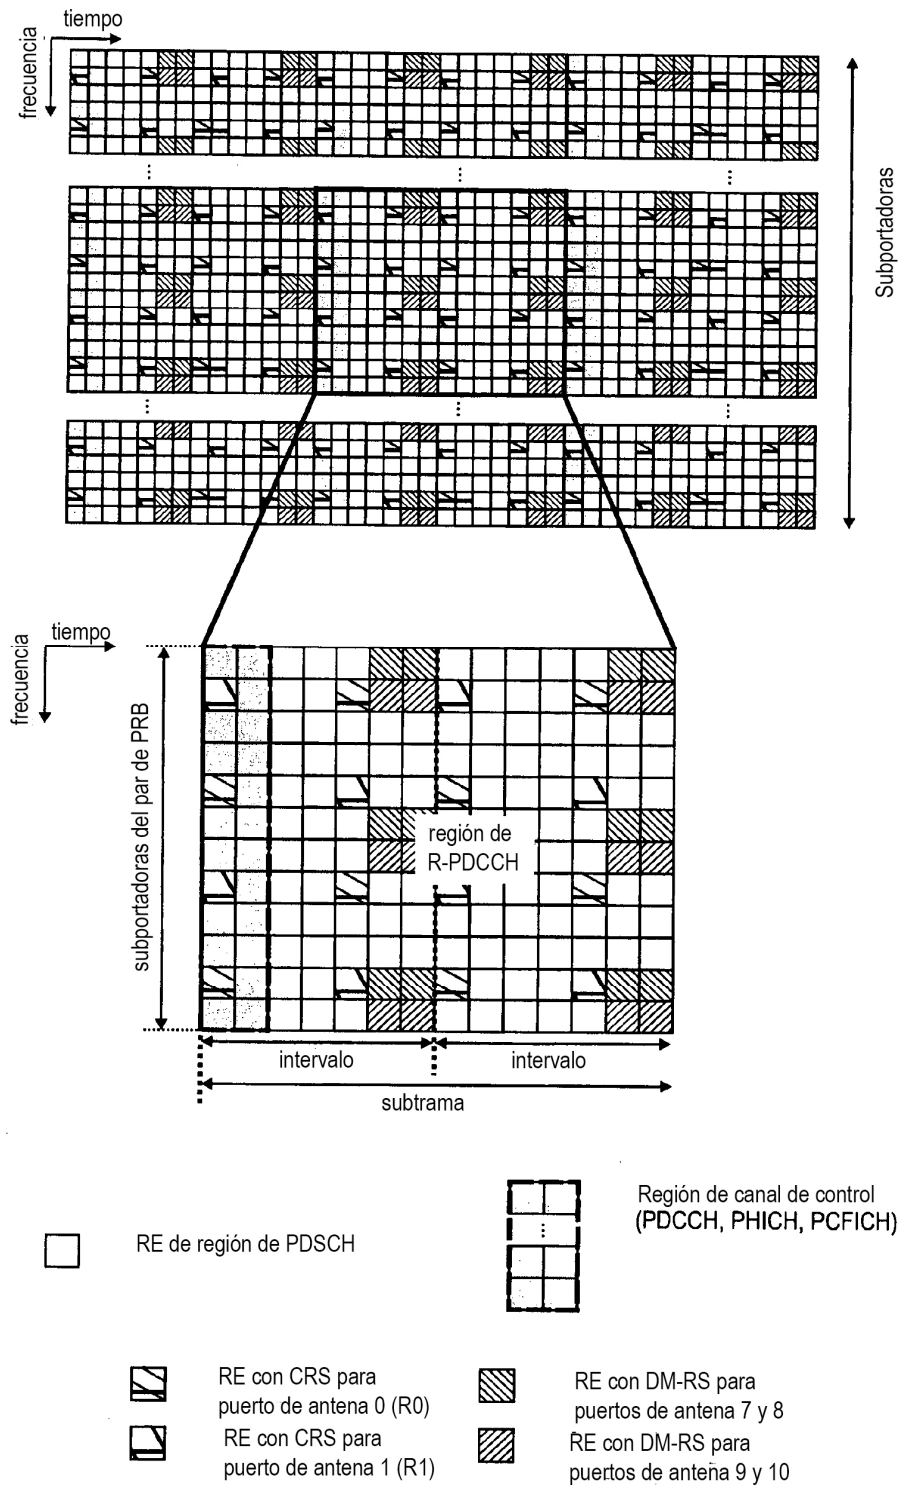 tiempo
frecuencia
Subportadoras
tiempo
frecuencia
subportadoras del par de PRB
región de
R-PDCCH
intervalo
intervalo
subtrama
RE de región de PDSCH
Región de canal de control
(PDCCH, PHICH, PCFICH)
RE con CRS para
puerto de antena 0 (R0)
RE con DM-RS para
puertos de antena 7 y 8
RE con CRS para
puerto de antena 1 (R1)
RE con DM-RS para
puertos de antena 9 y 10